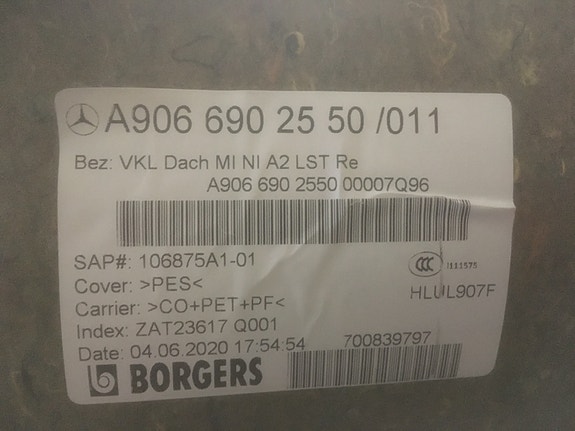 A906 690 25 50 /011
Bez: VKL Dach MI NI A2 LST Re
A906 690 2550 00007Q96
SAP#: 106875A1-01
Cover: >PES<
Carrier: >CO+PET+PF<
Index: ZAT23617 Q001
Date: 04.06.2020 17:54:54
CCC
HLUL907F
700839797
BORGERS